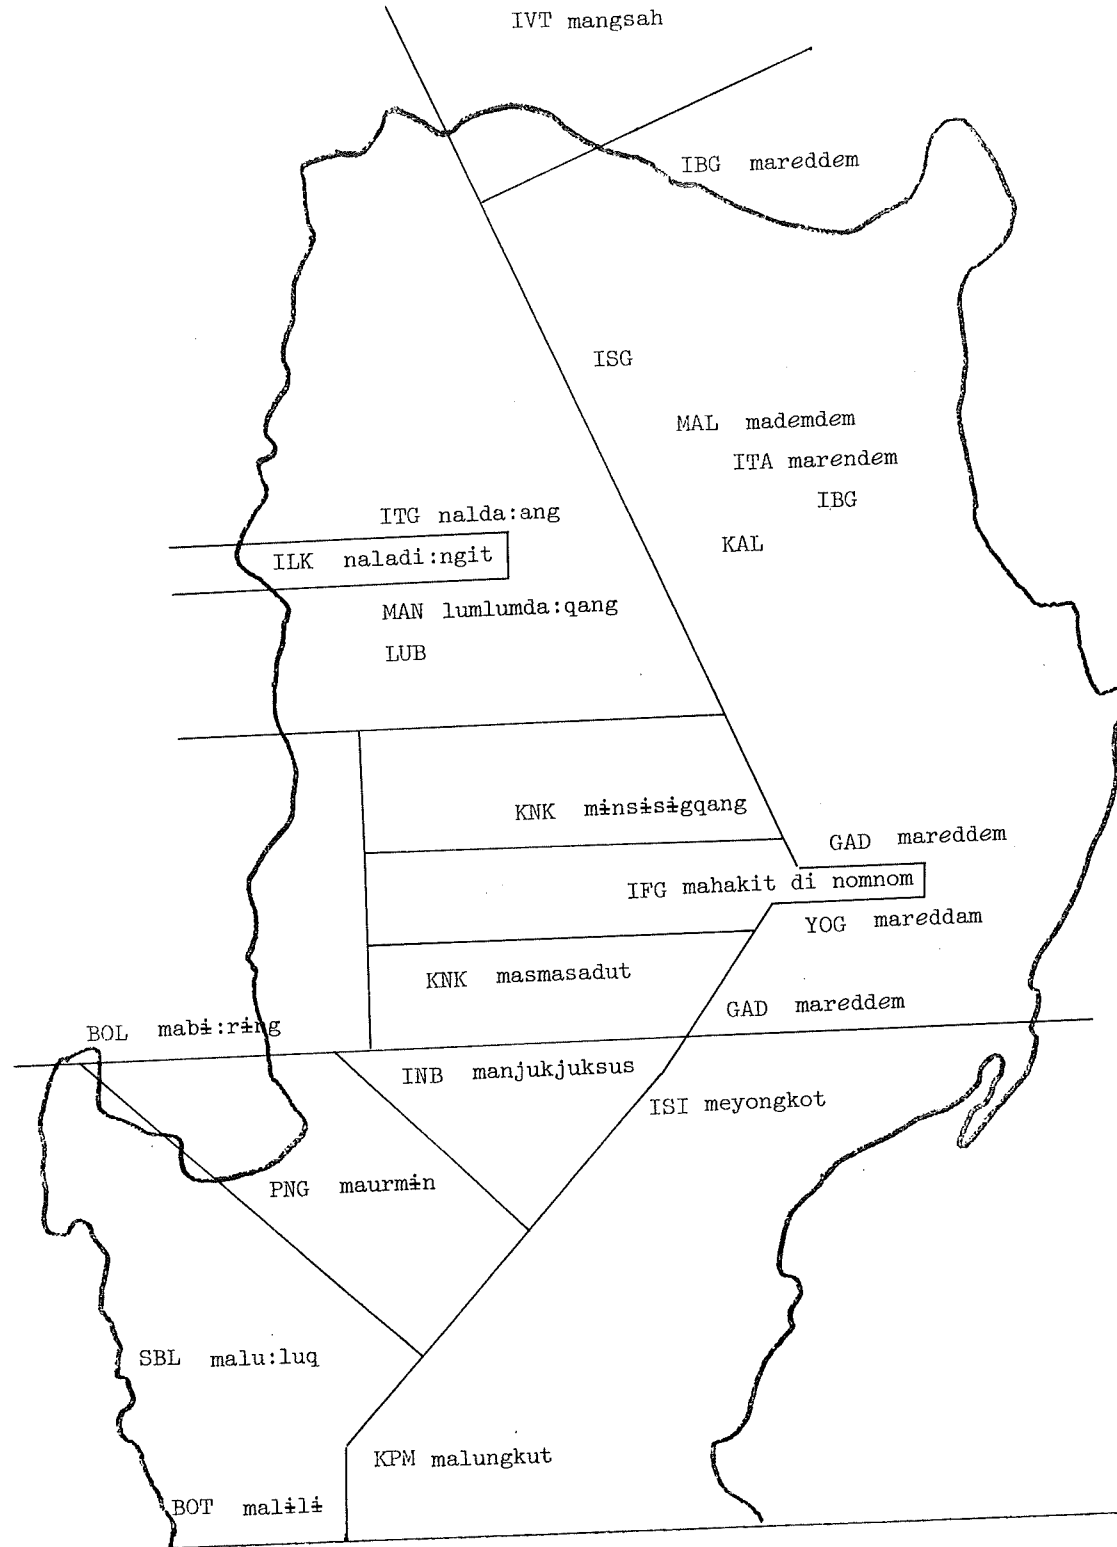 IVT mangsah
IBG mareddem
ISG
MAL mademdem
ITA marendem
IBG
ITG nalda:ang
KAL
ILK naladi:ngit
MAN lumlumda:qang
LUB
KNK mɨnsɨsɨgqang
GAD mareddem
IFG mahakit di nomnom
YOG mareddam
KNK masmasadut
GAD mareddem
BOL mabɨ:rɨng
INB manjukjuksus
ISI meyongkot
PNG maurmɨn
SBL malu:luq
KPM malungkut
BOT malɨlɨ